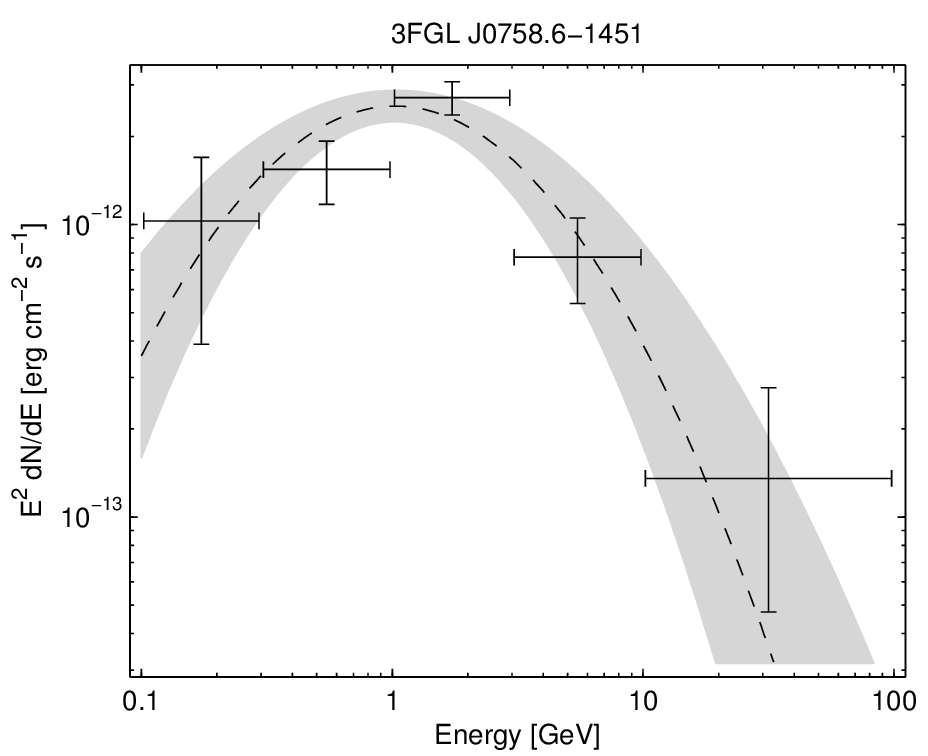 3FGL J0758.6−1451
E² dN/dE [erg cm⁻² s⁻¹]
10⁻¹²
10⁻¹³
0.1 1 10 100
Energy [GeV]